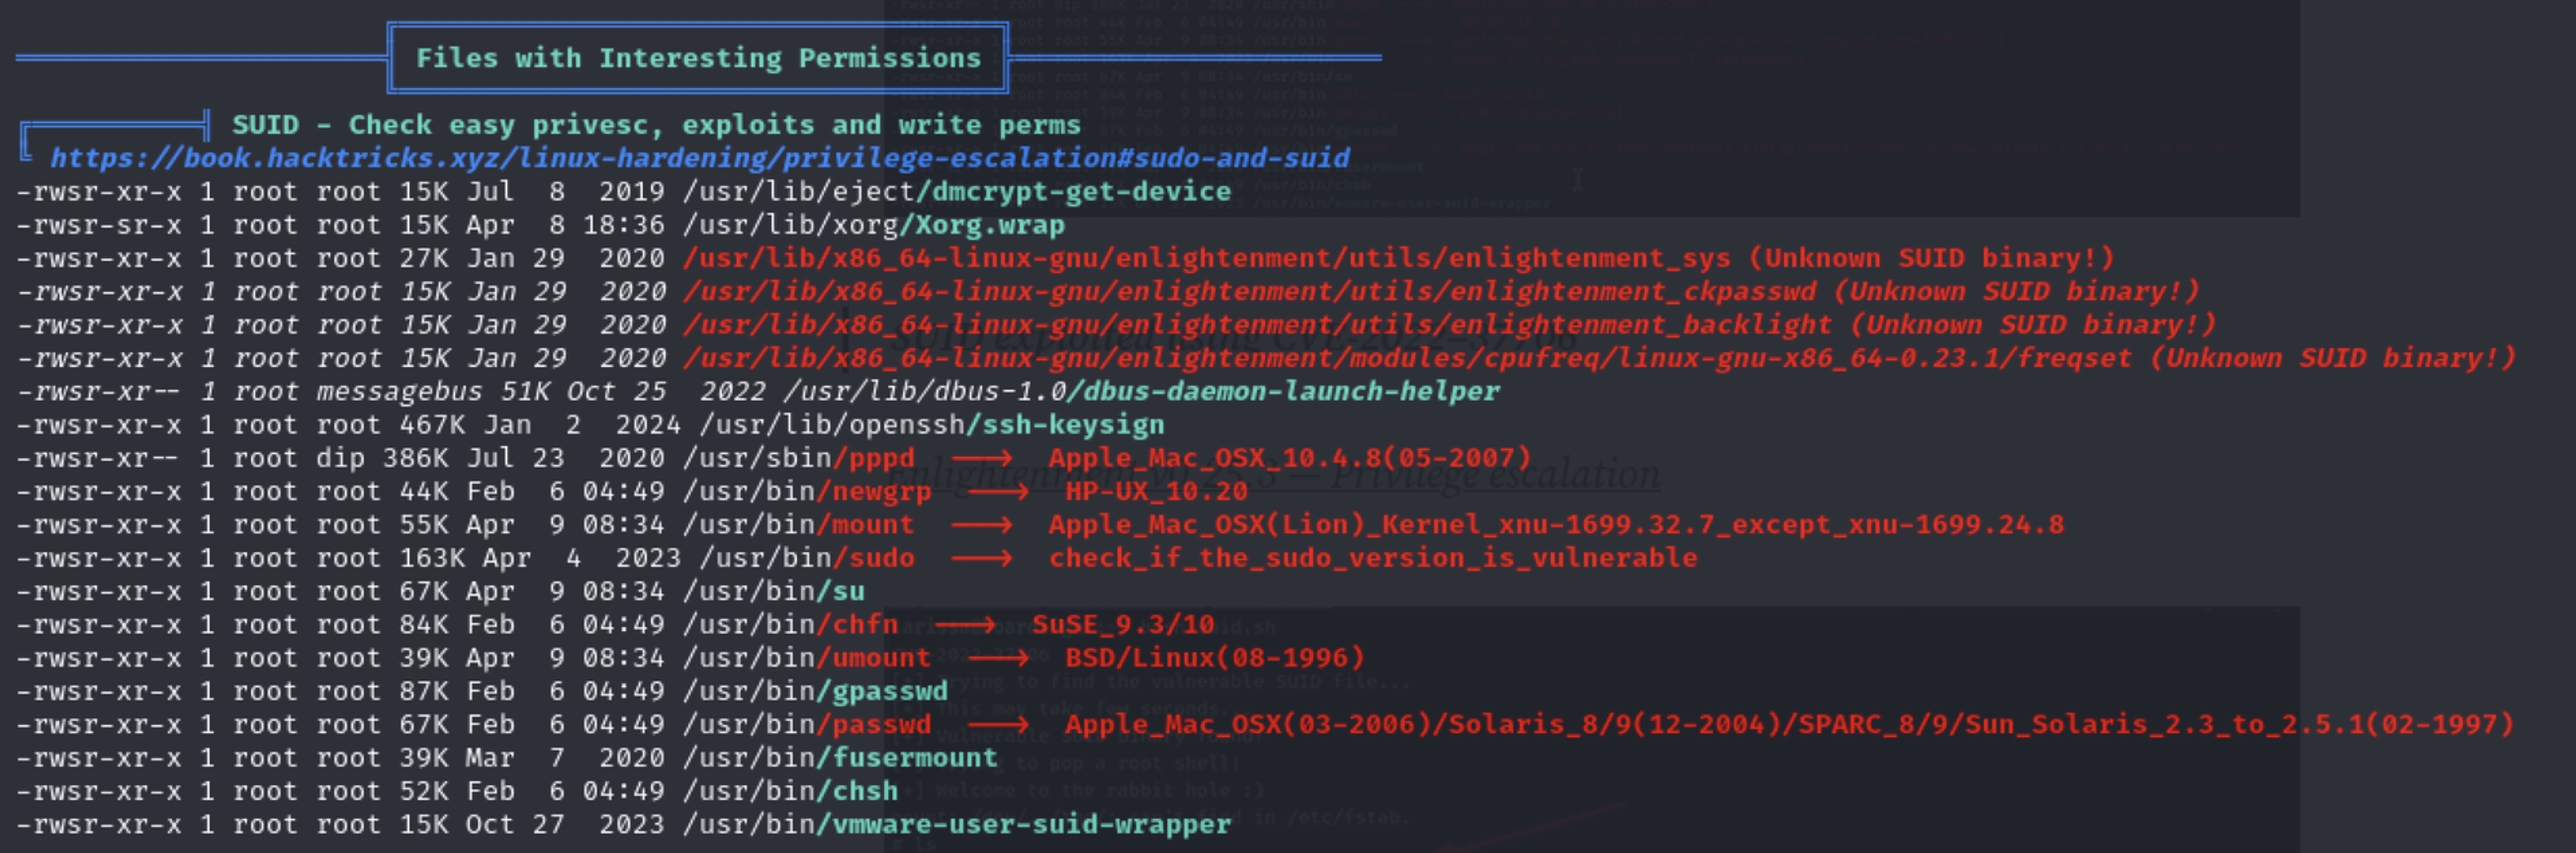 Files with Interesting Permissions
SUID - Check easy privesc, exploits and write perms
https://book.hacktricks.xyz/linux-hardening/privilege-escalation#sudo-and-suid
-rwsr-xr-x 1 root root 15K Jul  8  2019 /usr/lib/eject/dmcrypt-get-device
-rwsr-sr-x 1 root root 15K Apr  8 18:36 /usr/lib/xorg/Xorg.wrap
-rwsr-xr-x 1 root root 27K Jan 29  2020 /usr/lib/x86_64-linux-gnu/enlightenment/utils/enlightenment_sys (Unknown SUID binary!)
-rwsr-xr-x 1 root root 15K Jan 29  2020 /usr/lib/x86_64-linux-gnu/enlightenment/utils/enlightenment_ckpasswd (Unknown SUID binary!)
-rwsr-xr-x 1 root root 15K Jan 29  2020 /usr/lib/x86_64-linux-gnu/enlightenment/utils/enlightenment_backlight (Unknown SUID binary!)
-rwsr-xr-x 1 root root 15K Jan 29  2020 /usr/lib/x86_64-linux-gnu/enlightenment/modules/cpufreq/linux-gnu-x86_64-0.23.1/freqset (Unknown SUID binary!)
-rwsr-xr-- 1 root messagebus 51K Oct 25  2022 /usr/lib/dbus-1.0/dbus-daemon-launch-helper
-rwsr-xr-x 1 root root 467K Jan  2  2024 /usr/lib/openssh/ssh-keysign
-rwsr-xr-- 1 root dip 386K Jul 23  2020 /usr/sbin/pppd  --->  Apple_Mac_OSX_10.4.8(05-2007)
-rwsr-xr-x 1 root root 44K Feb  6 04:49 /usr/bin/newgrp  --->  HP-UX_10.20
-rwsr-xr-x 1 root root 55K Apr  9 08:34 /usr/bin/mount  --->  Apple_Mac_OSX(Lion)_Kernel_xnu-1699.32.7_except_xnu-1699.24.8
-rwsr-xr-x 1 root root 163K Apr  4  2023 /usr/bin/sudo  --->  check_if_the_sudo_version_is_vulnerable
-rwsr-xr-x 1 root root 67K Apr  9 08:34 /usr/bin/su
-rwsr-xr-x 1 root root 84K Feb  6 04:49 /usr/bin/chfn  --->  SuSE_9.3/10
-rwsr-xr-x 1 root root 39K Apr  9 08:34 /usr/bin/umount  --->  BSD/Linux(08-1996)
-rwsr-xr-x 1 root root 87K Feb  6 04:49 /usr/bin/gpasswd
-rwsr-xr-x 1 root root 67K Feb  6 04:49 /usr/bin/passwd  --->  Apple_Mac_OSX(03-2006)/Solaris_8/9(12-2004)/SPARC_8/9/Sun_Solaris_2.3_to_2.5.1(02-1997)
-rwsr-xr-x 1 root root 39K Mar  7  2020 /usr/bin/fusermount
-rwsr-xr-x 1 root root 52K Feb  6 04:49 /usr/bin/chsh
-rwsr-xr-x 1 root root 15K Oct 27  2023 /usr/bin/vmware-user-suid-wrapper